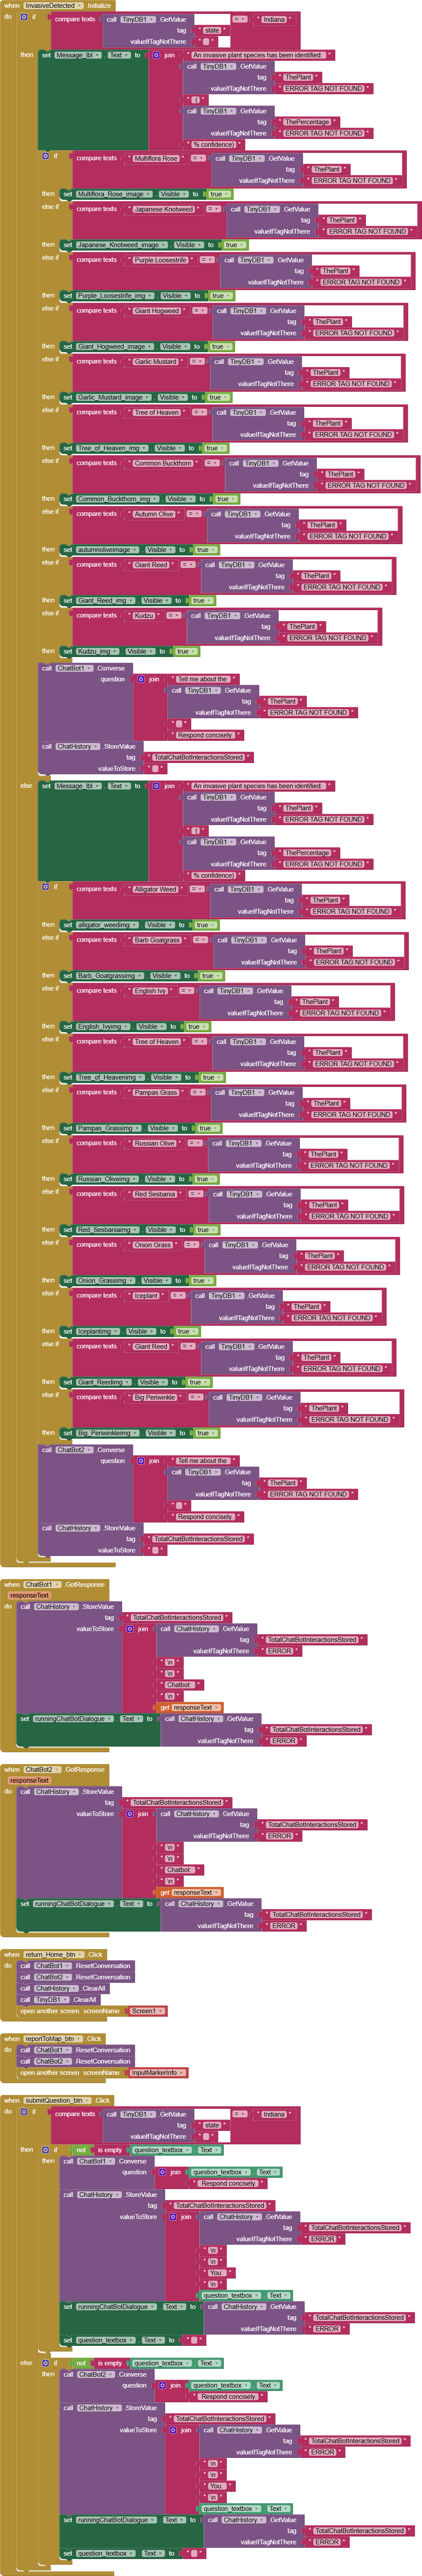 when InvasiveDetected .Initialize
do if compare texts call TinyDB1 .GetValue = " Indiana "
tag " state "
valueIfTagNotThere " "
then set Message_lbl . Text to join " An invasive plant species has been identified: "
call TinyDB1 .GetValue
tag " ThePlant "
valueIfTagNotThere " ERROR TAG NOT FOUND "
" ( "
call TinyDB1 .GetValue
tag " ThePercentage "
valueIfTagNotThere " ERROR TAG NOT FOUND "
" % confidence) "
if compare texts " Multiflora Rose " = call TinyDB1 .GetValue
tag " ThePlant "
valueIfTagNotThere " ERROR TAG NOT FOUND "
then set Multiflora_Rose_image . Visible to true
else if compare texts " Japanese Knotweed " = call TinyDB1 .GetValue
tag " ThePlant "
valueIfTagNotThere " ERROR TAG NOT FOUND "
then set Japanese_Knotweed_image . Visible to true
else if compare texts " Purple Loosestrife " = call TinyDB1 .GetValue
tag " ThePlant "
valueIfTagNotThere " ERROR TAG NOT FOUND "
then set Purple_Loosestrife_img . Visible to true
else if compare texts " Giant Hogweed " = call TinyDB1 .GetValue
tag " ThePlant "
valueIfTagNotThere " ERROR TAG NOT FOUND "
then set Giant_Hogweed_image . Visible to true
else if compare texts " Garlic Mustard " = call TinyDB1 .GetValue
tag " ThePlant "
valueIfTagNotThere " ERROR TAG NOT FOUND "
then set Garlic_Mustard_image . Visible to true
else if compare texts " Tree of Heaven " = call TinyDB1 .GetValue
tag " ThePlant "
valueIfTagNotThere " ERROR TAG NOT FOUND "
then set Tree_of_Heaven_img . Visible to true
else if compare texts " Common Buckthorn " = call TinyDB1 .GetValue
tag " ThePlant "
valueIfTagNotThere " ERROR TAG NOT FOUND "
then set Common_Buckthorn_img . Visible to true
else if compare texts " Autumn Olive " = call TinyDB1 .GetValue
tag " ThePlant "
valueIfTagNotThere " ERROR TAG NOT FOUND "
then set autumnoliveimage . Visible to true
else if compare texts " Giant Reed " = call TinyDB1 .GetValue
tag " ThePlant "
valueIfTagNotThere " ERROR TAG NOT FOUND "
then set Giant_Reed_img . Visible to true
else if compare texts " Kudzu " = call TinyDB1 .GetValue
tag " ThePlant "
valueIfTagNotThere " ERROR TAG NOT FOUND "
then set Kudzu_img . Visible to true
call ChatBot1 .Converse
question join " Tell me about the "
call TinyDB1 .GetValue
tag " ThePlant "
valueIfTagNotThere " ERROR TAG NOT FOUND "
" "
" Respond concisely. "
call ChatHistory .StoreValue
tag " TotalChatBotInteractionsStored "
valueToStore " "
else set Message_lbl . Text to join " An invasive plant species has been identified: "
call TinyDB1 .GetValue
tag " ThePlant "
valueIfTagNotThere " ERROR TAG NOT FOUND "
" ( "
call TinyDB1 .GetValue
tag " ThePercentage "
valueIfTagNotThere " ERROR TAG NOT FOUND "
" % confidence) "
if compare texts " Alligator Weed " = call TinyDB1 .GetValue
tag " ThePlant "
valueIfTagNotThere " ERROR TAG NOT FOUND "
then set alligator_weedimg . Visible to true
else if compare texts " Barb Goatgrass " = call TinyDB1 .GetValue
tag " ThePlant "
valueIfTagNotThere " ERROR TAG NOT FOUND "
then set Barb_Goatgrassimg . Visible to true
else if compare texts " English Ivy " = call TinyDB1 .GetValue
tag " ThePlant "
valueIfTagNotThere " ERROR TAG NOT FOUND "
then set English_Ivyimg . Visible to true
else if compare texts " Tree of Heaven " = call TinyDB1 .GetValue
tag " ThePlant "
valueIfTagNotThere " ERROR TAG NOT FOUND "
then set Tree_of_Heavenimg . Visible to true
else if compare texts " Pampas Grass " = call TinyDB1 .GetValue
tag " ThePlant "
valueIfTagNotThere " ERROR TAG NOT FOUND "
then set Pampas_Grassimg . Visible to true
else if compare texts " Russian Olive " = call TinyDB1 .GetValue
tag " ThePlant "
valueIfTagNotThere " ERROR TAG NOT FOUND "
then set Russian_Oliveimg . Visible to true
else if compare texts " Red Sesbania " = call TinyDB1 .GetValue
tag " ThePlant "
valueIfTagNotThere " ERROR TAG NOT FOUND "
then set Red_Sesbaniaimg . Visible to true
else if compare texts " Onion Grass " = call TinyDB1 .GetValue
tag " ThePlant "
valueIfTagNotThere " ERROR TAG NOT FOUND "
then set Onion_Grassimg . Visible to true
else if compare texts " Iceplant " = call TinyDB1 .GetValue
tag " ThePlant "
valueIfTagNotThere " ERROR TAG NOT FOUND "
then set Iceplantimg . Visible to true
else if compare texts " Giant Reed " = call TinyDB1 .GetValue
tag " ThePlant "
valueIfTagNotThere " ERROR TAG NOT FOUND "
then set Giant_Reedimg . Visible to true
else if compare texts " Big Periwinkle " = call TinyDB1 .GetValue
tag " ThePlant "
valueIfTagNotThere " ERROR TAG NOT FOUND "
then set Big_Periwinkleimg . Visible to true
call ChatBot2 .Converse
question join " Tell me about the "
call TinyDB1 .GetValue
tag " ThePlant "
valueIfTagNotThere " ERROR TAG NOT FOUND "
" "
" Respond concisely. "
call ChatHistory .StoreValue
tag " TotalChatBotInteractionsStored "
valueToStore " "
when ChatBot1 .GotResponse
responseText
do call ChatHistory .StoreValue
tag " TotalChatBotInteractionsStored "
valueToStore join call ChatHistory .GetValue
tag " TotalChatBotInteractionsStored "
valueIfTagNotThere " ERROR "
" \n "
" \n "
" Chatbot: "
" \n "
get responseText
set runningChatBotDialogue . Text to call ChatHistory .GetValue
tag " TotalChatBotInteractionsStored "
valueIfTagNotThere " ERROR "
when ChatBot2 .GotResponse
responseText
do call ChatHistory .StoreValue
tag " TotalChatBotInteractionsStored "
valueToStore join call ChatHistory .GetValue
tag " TotalChatBotInteractionsStored "
valueIfTagNotThere " ERROR "
" \n "
" \n "
" Chatbot: "
" \n "
get responseText
set runningChatBotDialogue . Text to call ChatHistory .GetValue
tag " TotalChatBotInteractionsStored "
valueIfTagNotThere " ERROR "
when return_Home_btn .Click
do call ChatBot1 .ResetConversation
call ChatBot2 .ResetConversation
call ChatHistory .ClearAll
call TinyDB1 .ClearAll
open another screen screenName " Screen1 "
when reportToMap_btn .Click
do call ChatBot1 .ResetConversation
call ChatBot2 .ResetConversation
open another screen screenName " InputMarkerInfo "
when submitQuestion_btn .Click
do if compare texts call TinyDB1 .GetValue = " Indiana "
tag " state "
valueIfTagNotThere " "
then if not is empty question_textbox . Text
then call ChatBot1 .Converse
question join question_textbox . Text
" Respond concisely. "
call ChatHistory .StoreValue
tag " TotalChatBotInteractionsStored "
valueToStore join call ChatHistory .GetValue
tag " TotalChatBotInteractionsStored "
valueIfTagNotThere " ERROR "
" \n "
" \n "
" You: "
" \n "
question_textbox . Text
set runningChatBotDialogue . Text to call ChatHistory .GetValue
tag " TotalChatBotInteractionsStored "
valueIfTagNotThere " ERROR "
set question_textbox . Text to " "
else if not is empty question_textbox . Text
then call ChatBot2 .Converse
question join question_textbox . Text
" Respond concisely. "
call ChatHistory .StoreValue
tag " TotalChatBotInteractionsStored "
valueToStore join call ChatHistory .GetValue
tag " TotalChatBotInteractionsStored "
valueIfTagNotThere " ERROR "
" \n "
" \n "
" You: "
" \n "
question_textbox . Text
set runningChatBotDialogue . Text to call ChatHistory .GetValue
tag " TotalChatBotInteractionsStored "
valueIfTagNotThere " ERROR "
set question_textbox . Text to " "